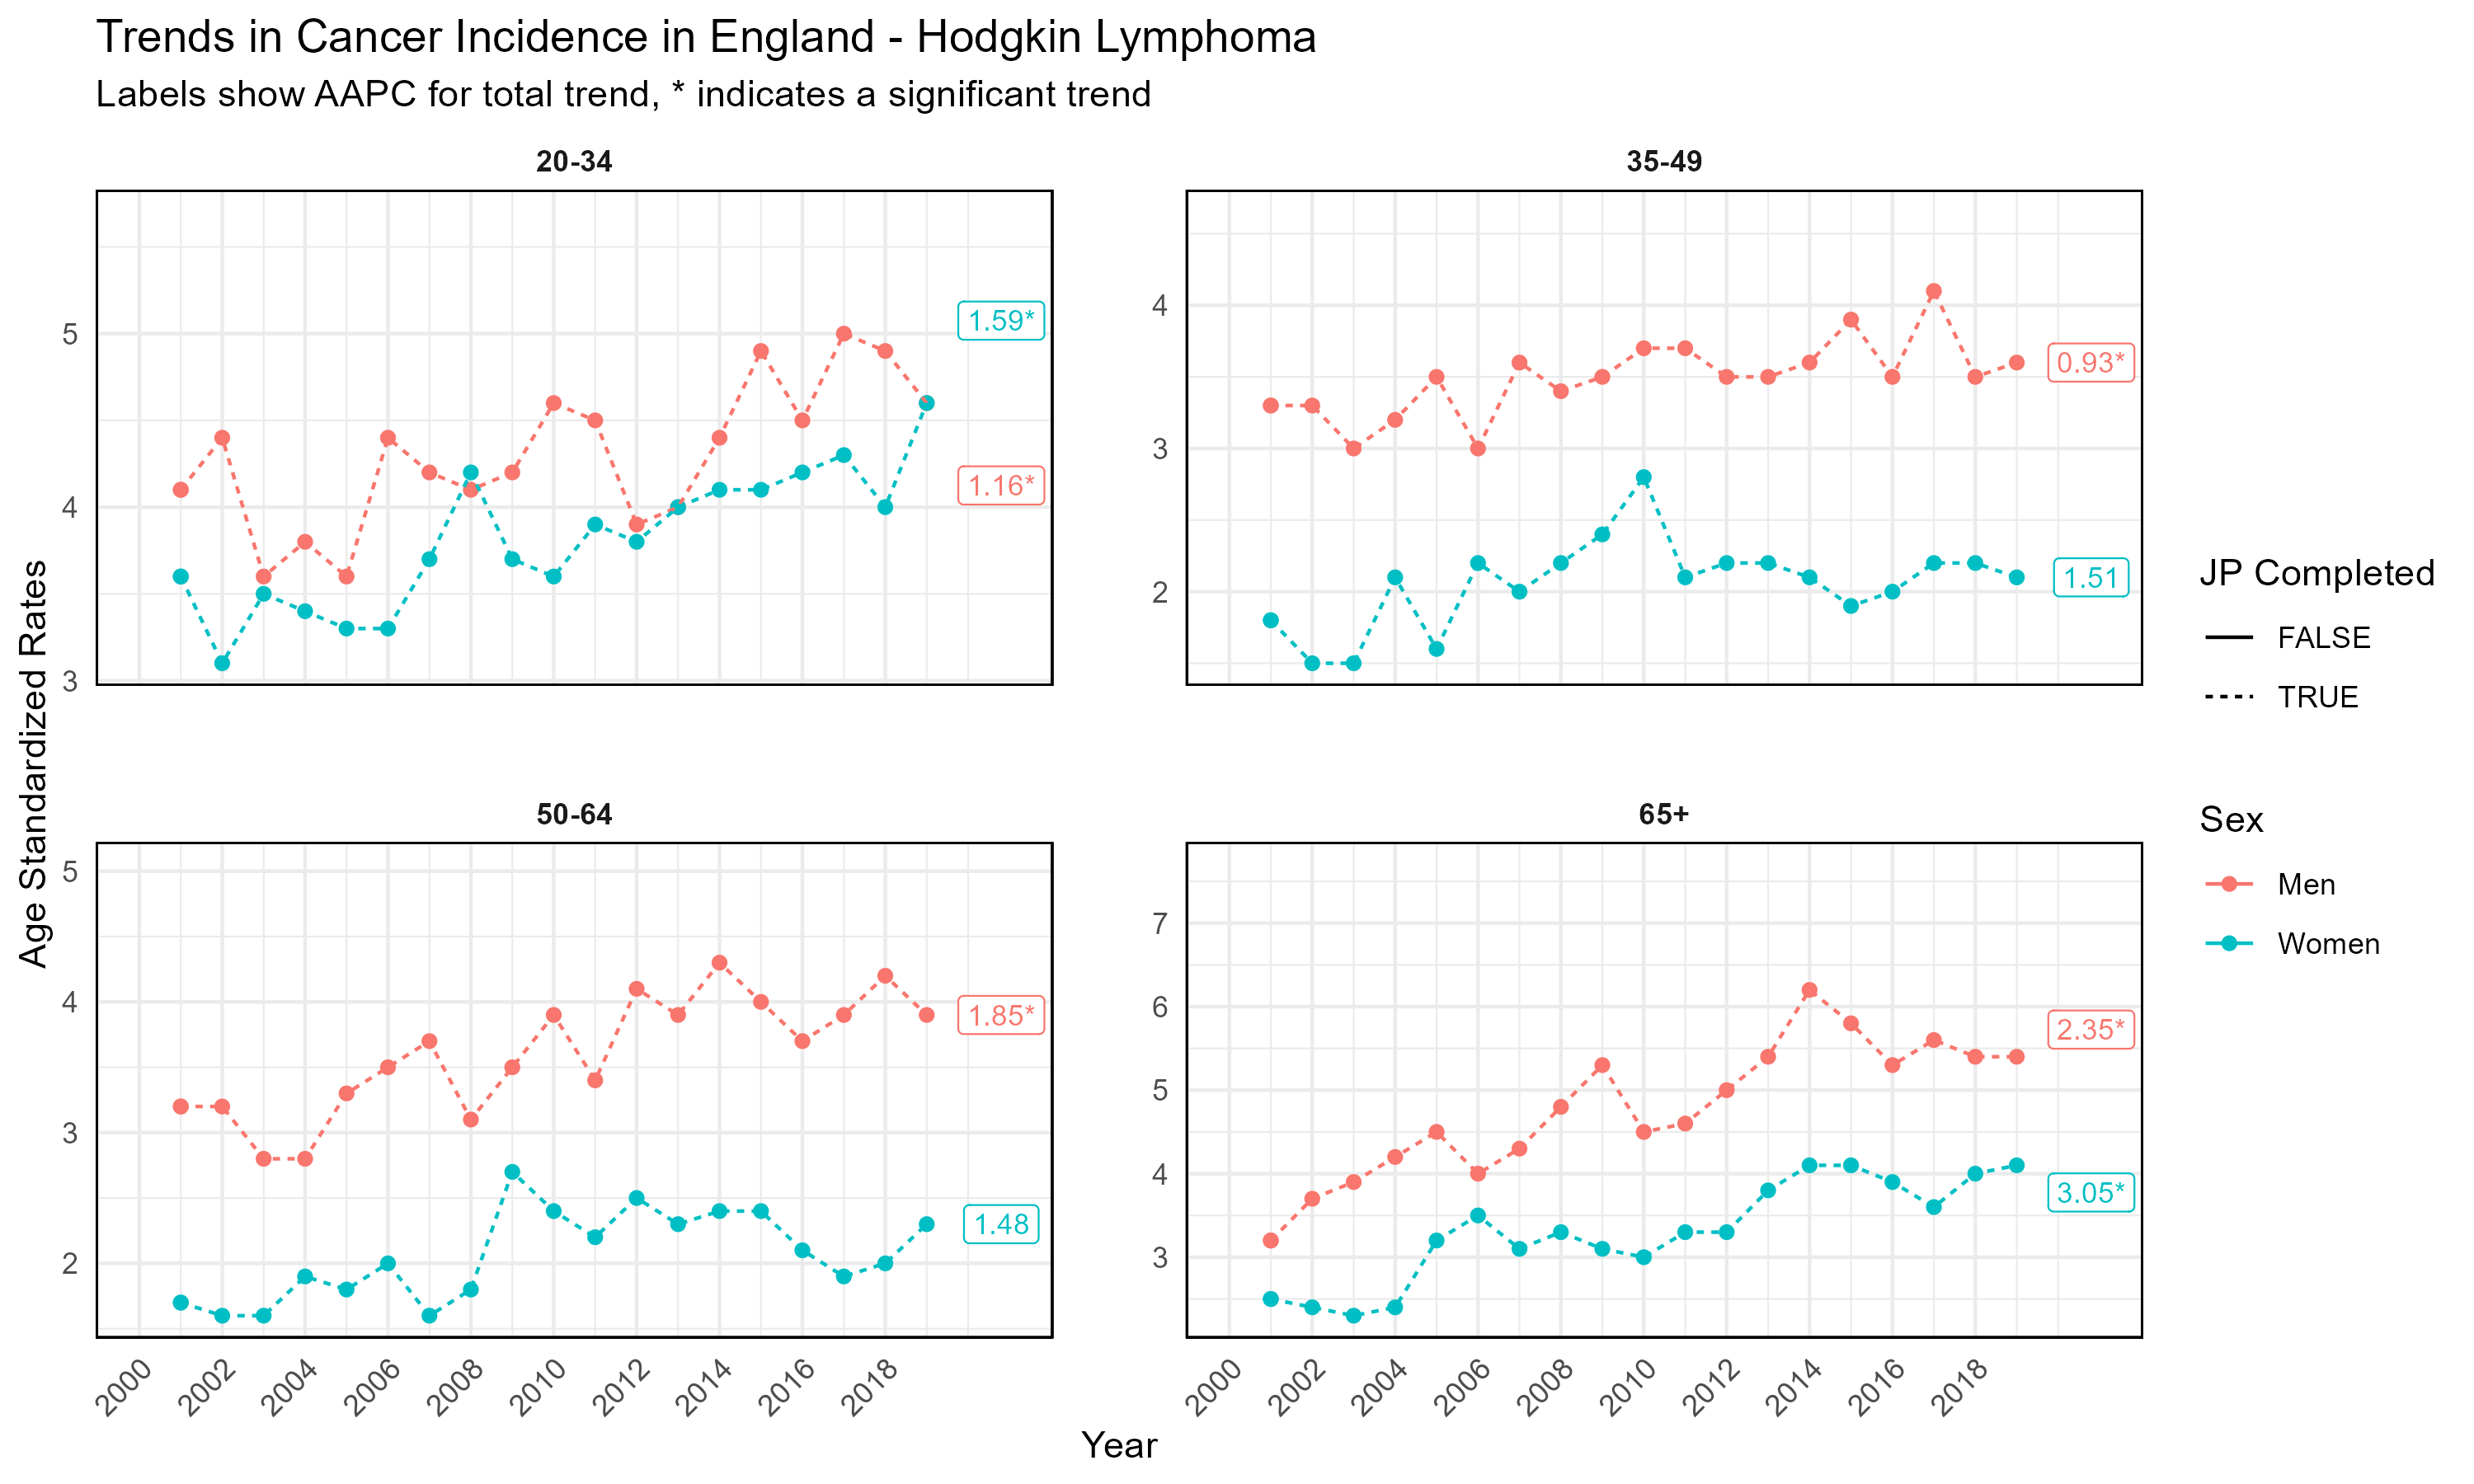 Trends in Cancer Incidence in England - Hodgkin Lymphoma
Labels show AAPC for total trend, * indicates a significant trend
20-34
5
4
3
1.59*
1.16*
35-49
4
3
2
0.93*
1.51
50-64
5
4
3
2
1.85*
1.48
65+
7
6
5
4
3
2.35*
3.05*
2000 2002 2004 2006 2008 2010 2012 2014 2016 2018
2000 2002 2004 2006 2008 2010 2012 2014 2016 2018
Year
Age Standardized Rates
JP Completed
FALSE
TRUE
Sex
Men
Women